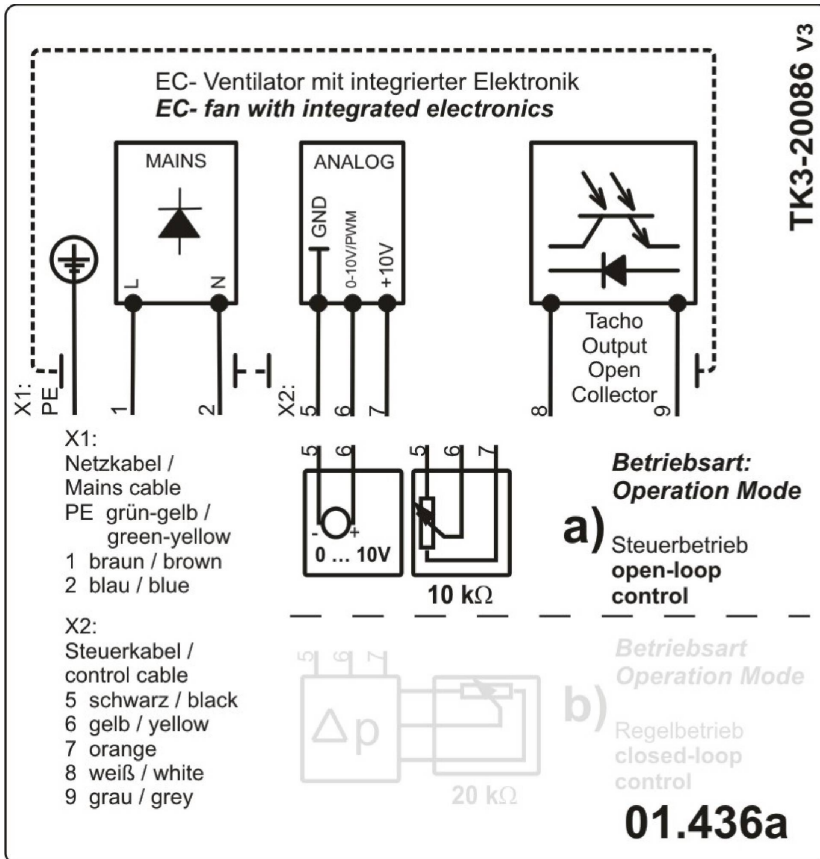 TK3-20086 V3
EC- Ventilator mit integrierter Elektronik
EC- fan with integrated electronics
MAINS
L
N
ANALOG
GND
0-10V/PWM
+10V
Tacho
Output
Open
Collector
X1:
PE
1
2
X2:
5
6
7
8
9
X1:
Netzkabel /
Mains cable
PE grün-gelb /
green-yellow
1 braun / brown
2 blau / blue
5
6
- +
0 ... 10V
5
6
7
10 kΩ
Betriebsart:
Operation Mode
a)
Steuerbetrieb
open-loop
control
X2:
Steuerkabel /
control cable
5 schwarz / black
6 gelb / yellow
7 orange
8 weiß / white
9 grau / grey
5
6
7
Δp
20 kΩ
Betriebsart
Operation Mode
b)
Regelbetrieb
closed-loop
control
01.436a